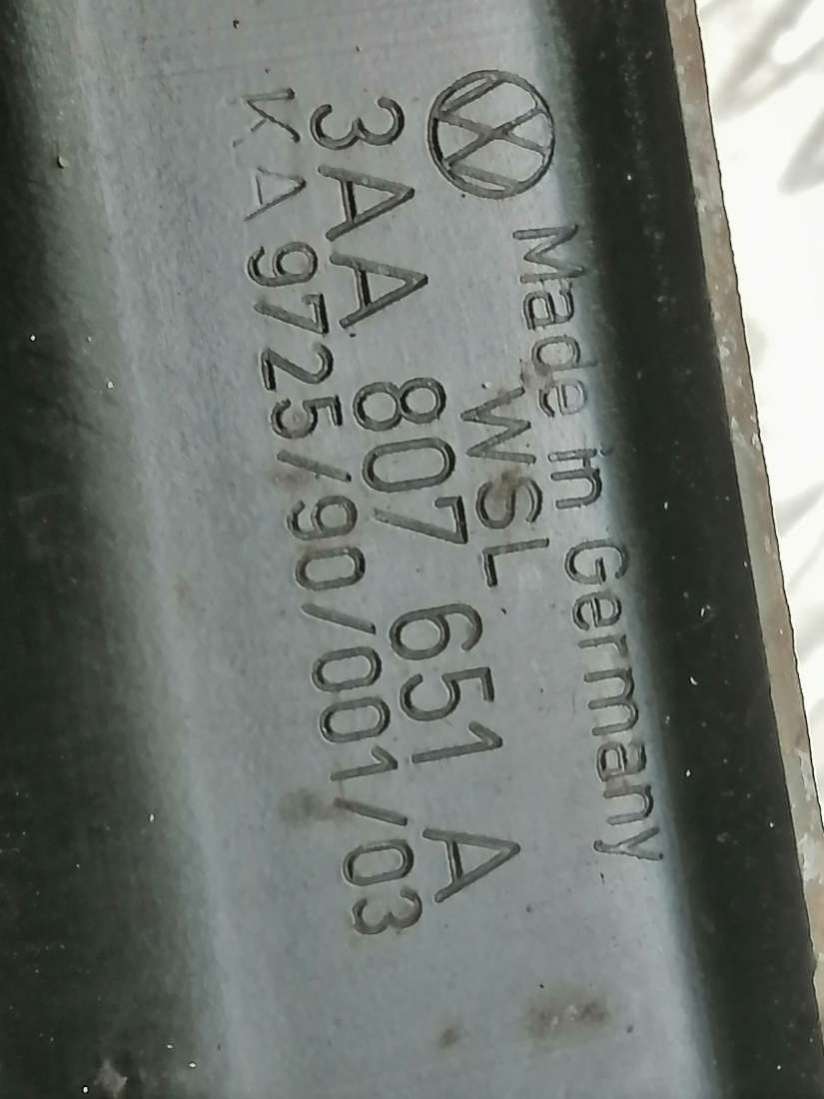 Made in Germany
WSL
3AA 807 651 A
KA 9725/90/001/03